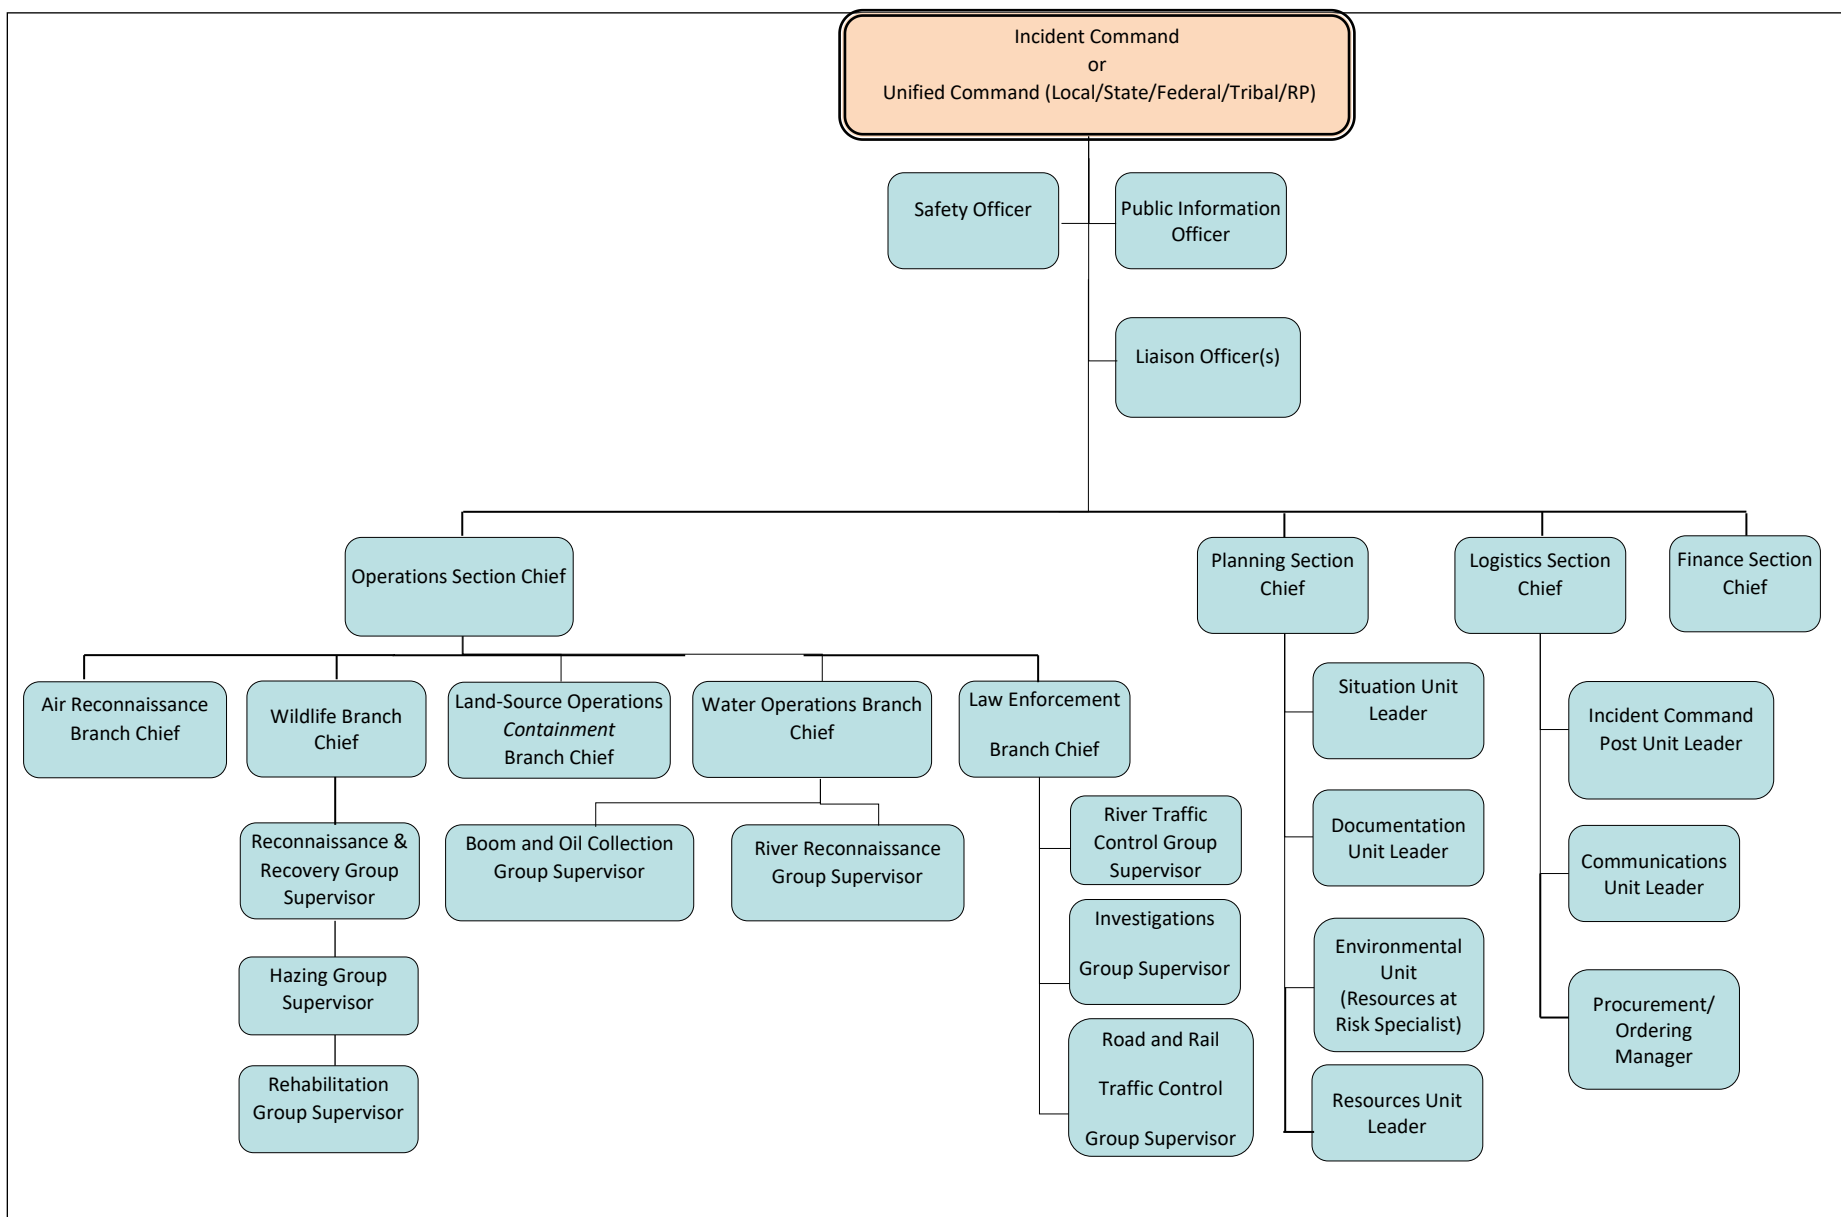 Incident Command
or
Unified Command (Local/State/Federal/Tribal/RP)
Safety Officer
Public Information
Officer
Liaison Officer(s)
Operations Section Chief
Planning Section
Chief
Logistics Section
Chief
Finance Section
Chief
Air Reconnaissance
Branch Chief
Wildlife Branch
Chief
Land-Source Operations
Containment
Branch Chief
Water Operations Branch
Chief
Law Enforcement
Branch Chief
Reconnaissance &
Recovery Group
Supervisor
Hazing Group
Supervisor
Rehabilitation
Group Supervisor
Boom and Oil Collection
Group Supervisor
River Reconnaissance
Group Supervisor
River Traffic
Control Group
Supervisor
Investigations
Group Supervisor
Road and Rail
Traffic Control
Group Supervisor
Situation Unit
Leader
Documentation
Unit Leader
Environmental
Unit
(Resources at
Risk Specialist)
Resources Unit
Leader
Incident Command
Post Unit Leader
Communications
Unit Leader
Procurement/
Ordering
Manager